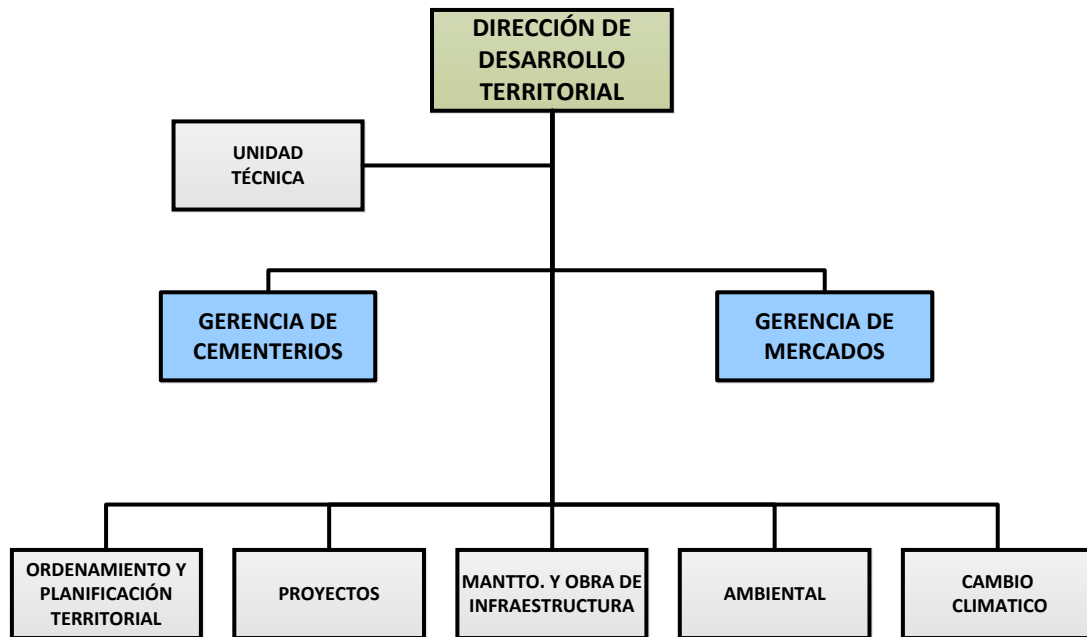 DIRECCIÓN DE
DESARROLLO
TERRITORIAL
UNIDAD
TÉCNICA
GERENCIA DE
CEMENTERIOS
GERENCIA DE
MERCADOS
ORDENAMIENTO Y
PLANIFICACIÓN
TERRITORIAL
PROYECTOS
MANTTO. Y OBRA DE
INFRAESTRUCTURA
AMBIENTAL
CAMBIO
CLIMATICO